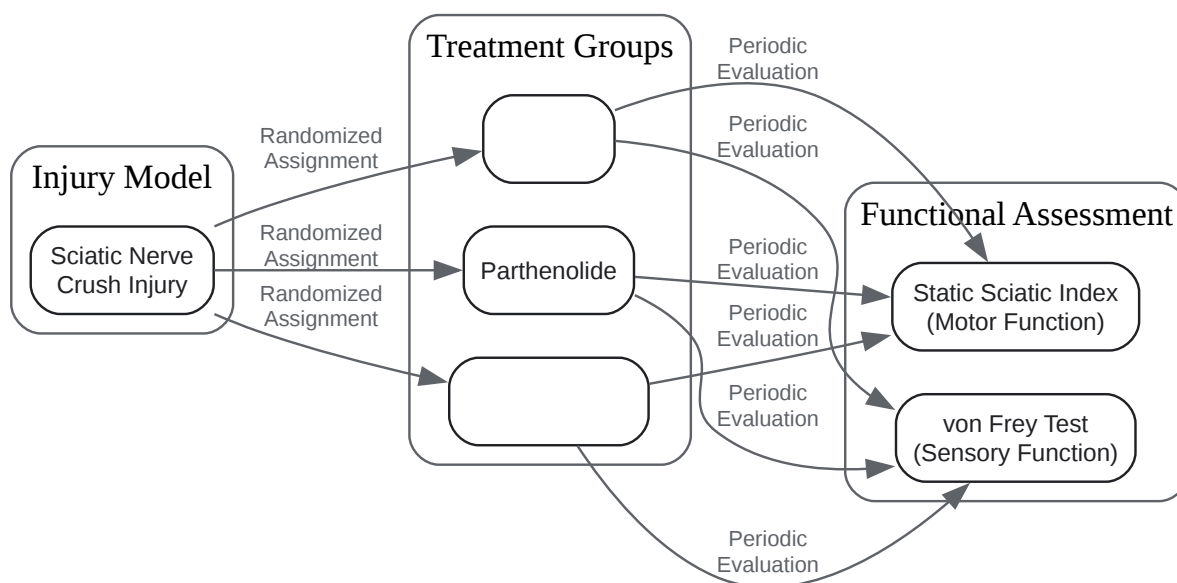 Treatment Groups
Periodic
Evaluation
Periodic
Evaluation
Randomized
Assignment
Injury Model
Sciatic Nerve
Crush Injury
Randomized
Assignment
Randomized
Assignment
Parthenolide
Periodic
Evaluation
Periodic
Evaluation
Periodic
Evaluation
Periodic
Evaluation
Functional Assessment
Static Sciatic Index
(Motor Function)
von Frey Test
(Sensory Function)